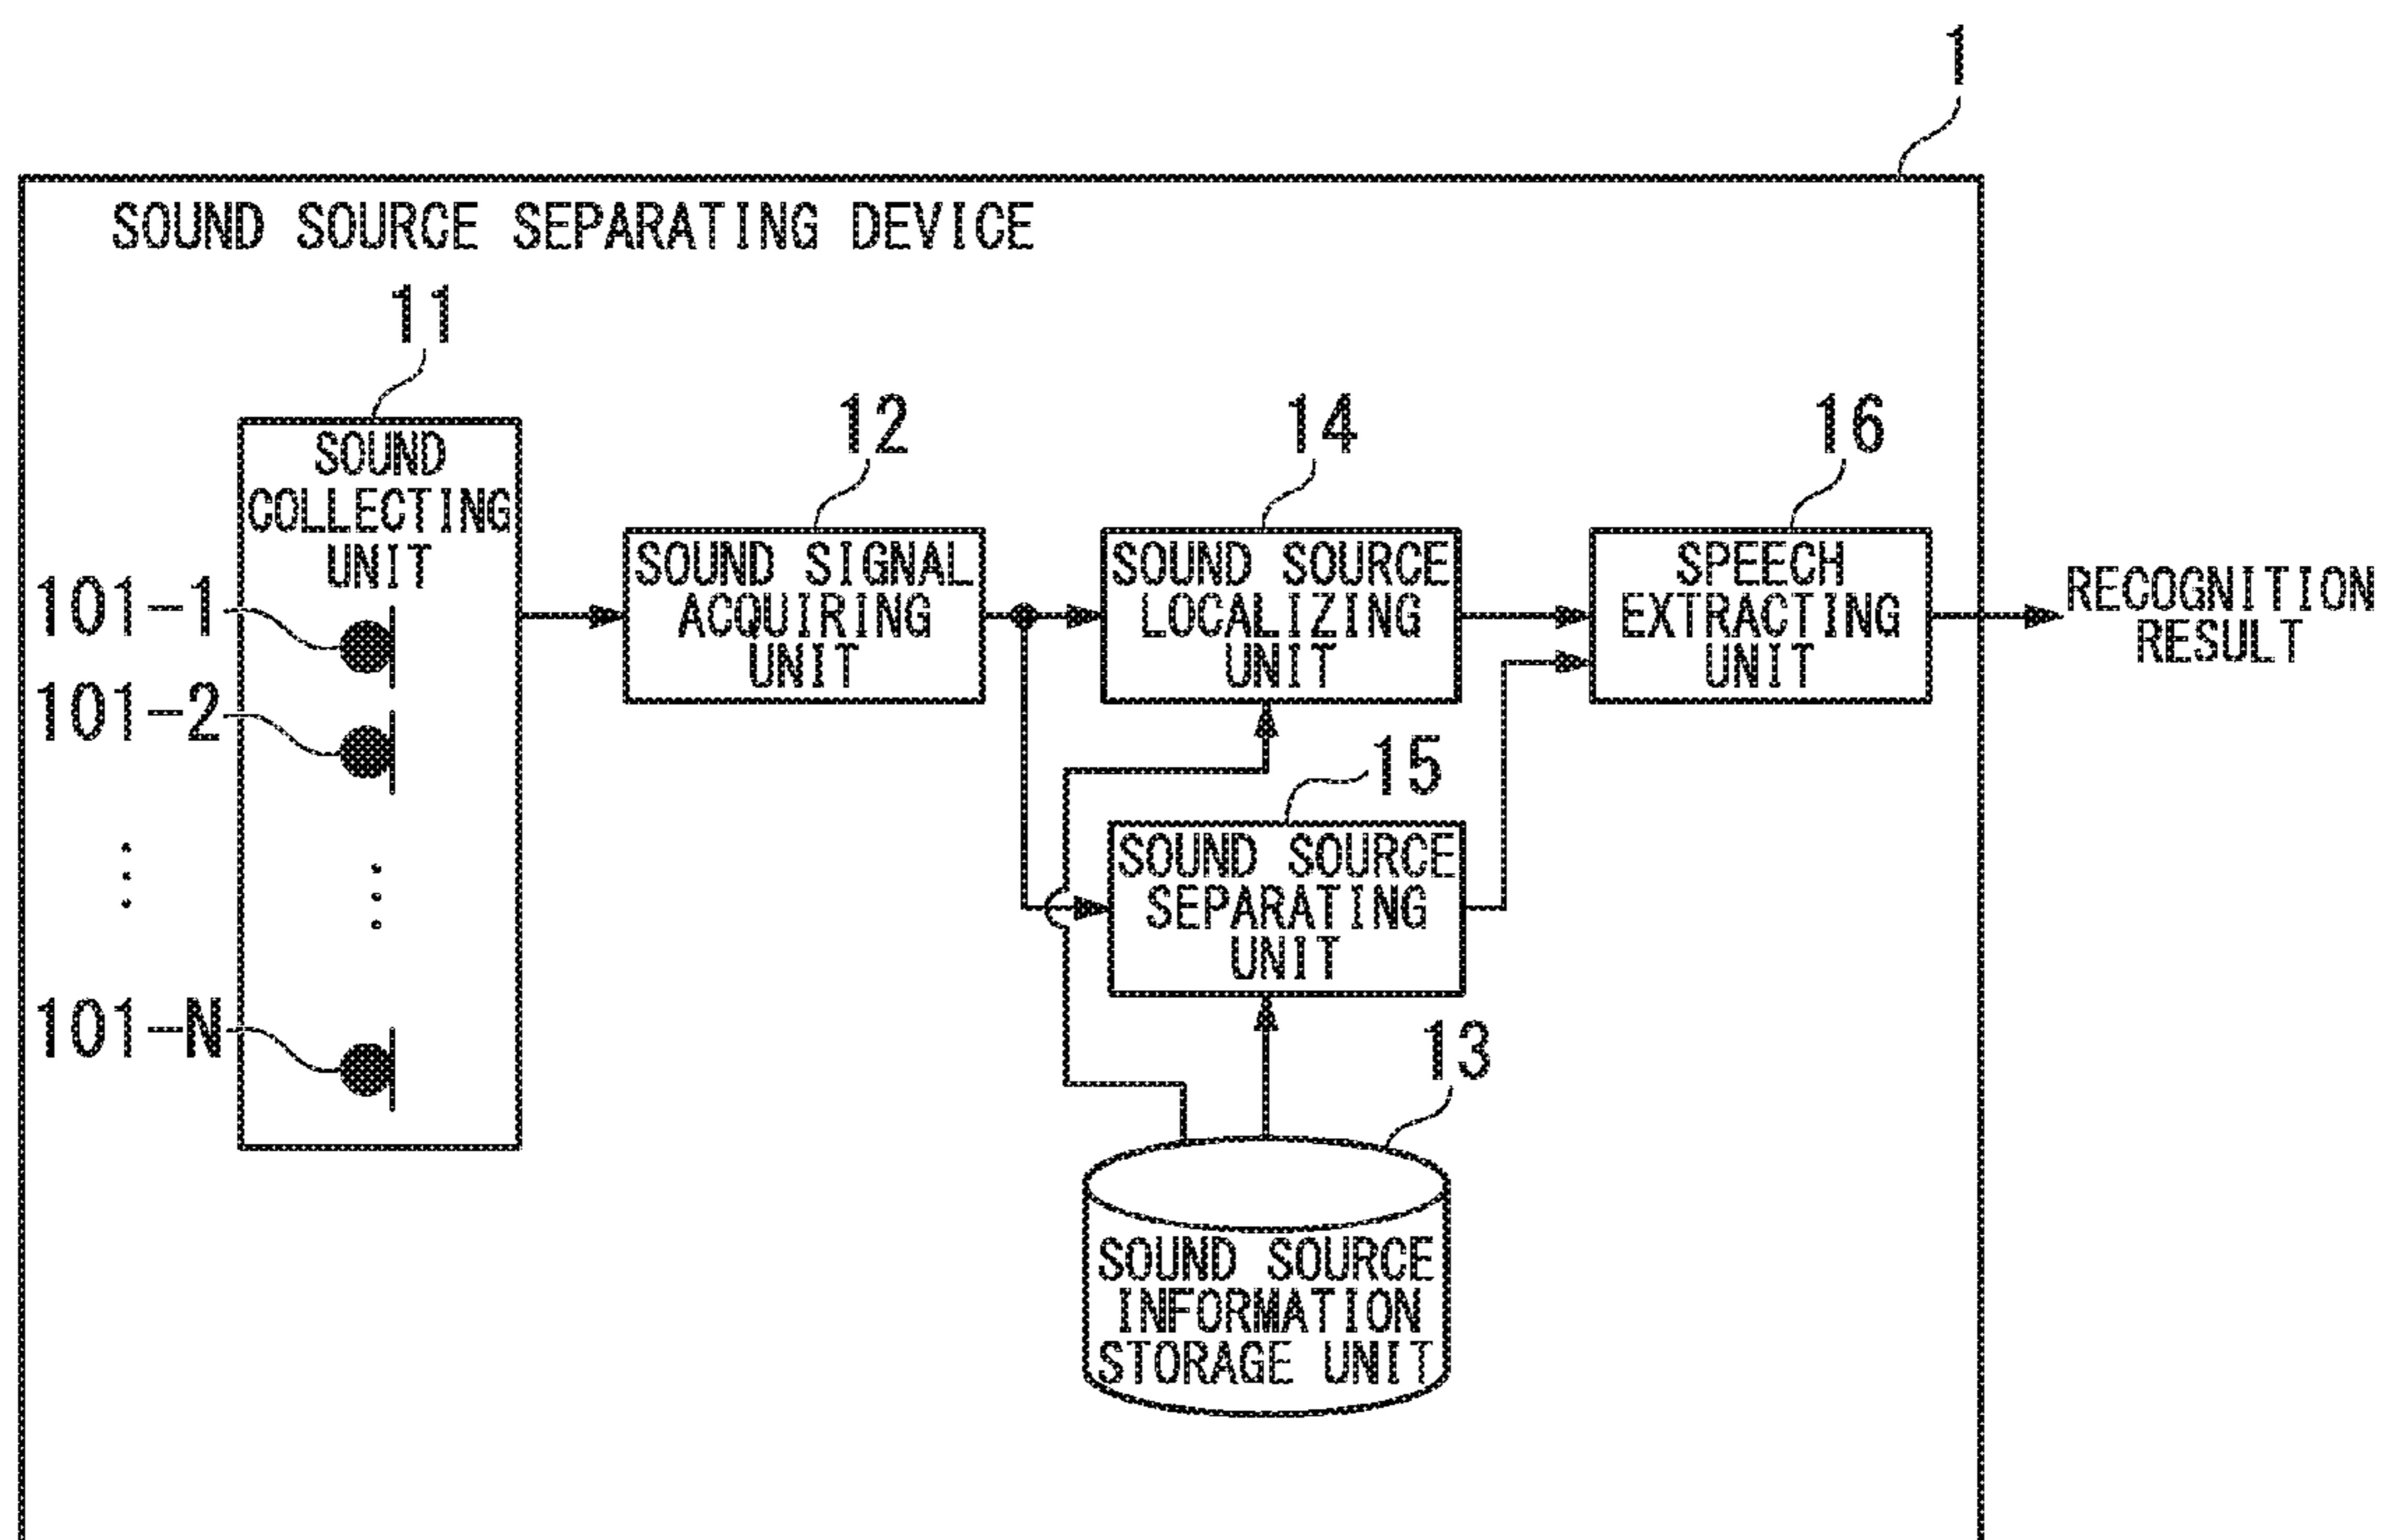 1
SOUND SOURCE SEPARATING DEVICE
11
SOUND
COLLECTING
UNIT
101-1
101-2
101-N
12
SOUND SIGNAL
ACQUIRING
UNIT
14
SOUND SOURCE
LOCALIZING
UNIT
16
SPEECH
EXTRACTING
UNIT
RECOGNITION
RESULT
15
SOUND SOURCE
SEPARATING
UNIT
13
SOUND SOURCE
INFORMATION
STORAGE UNIT